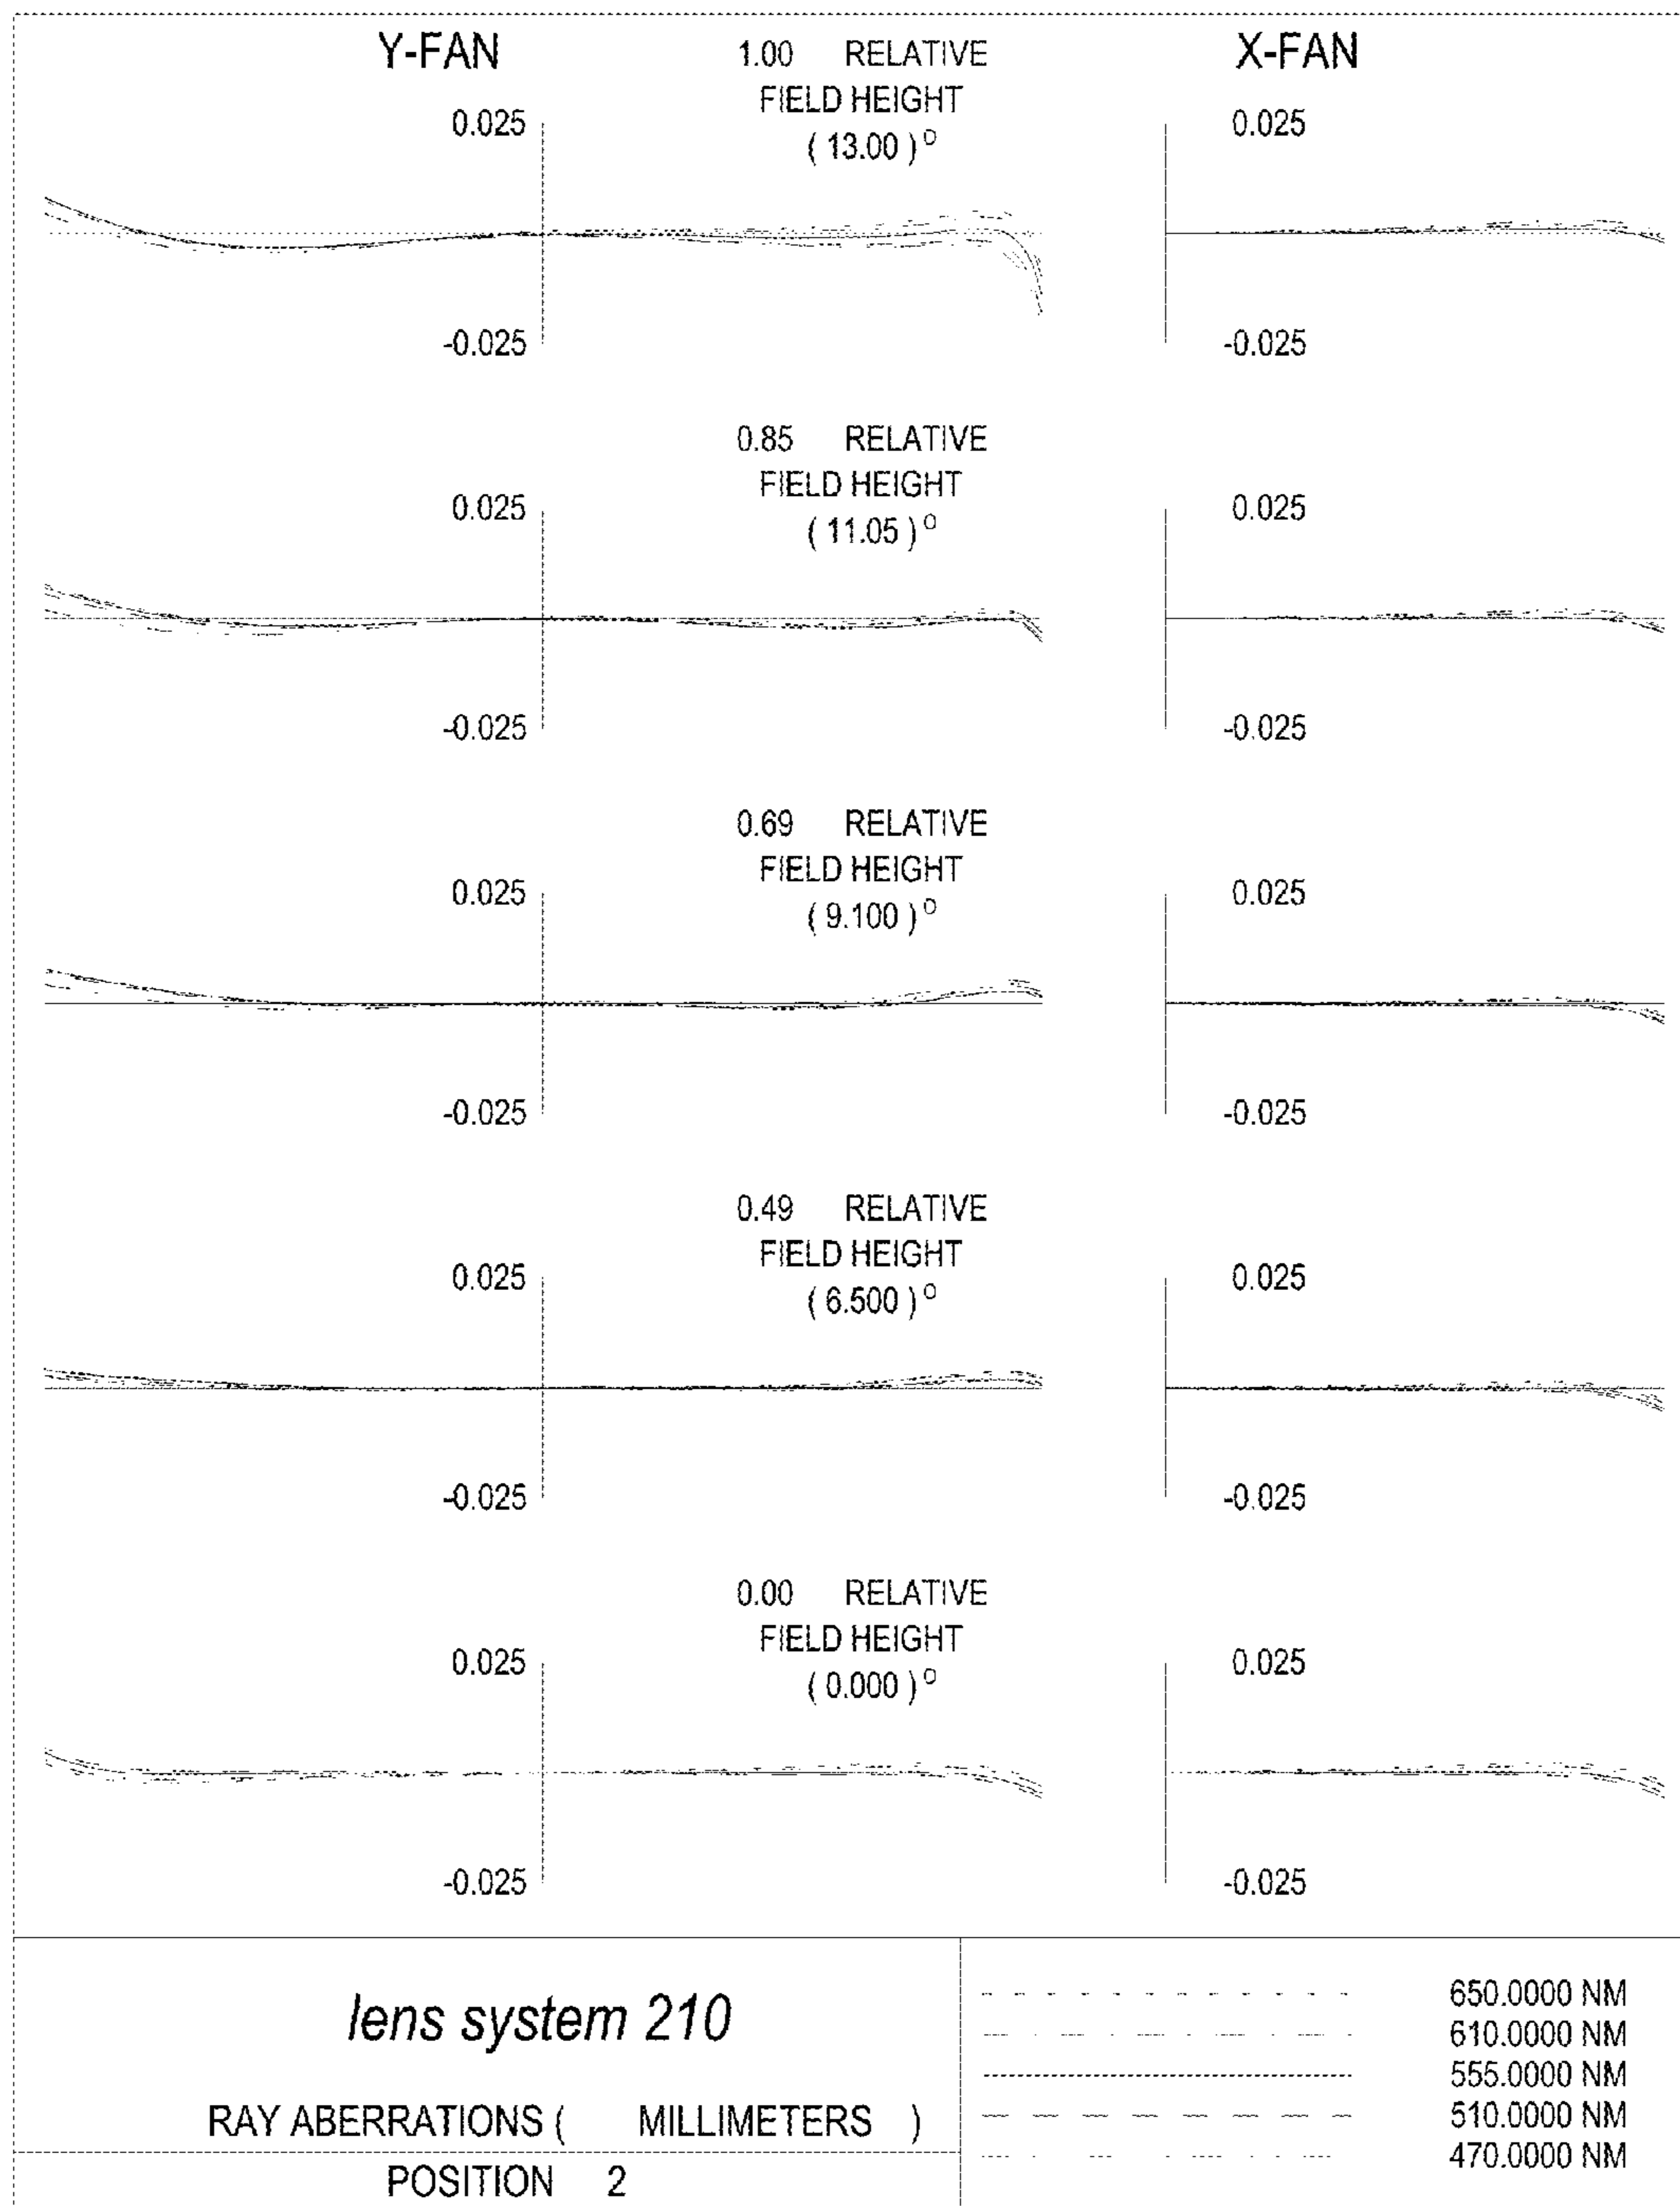 Y-FAN
1.00 RELATIVE
FIELD HEIGHT
( 13.00 )º
X-FAN
0.025
0.025
-0.025
-0.025
0.85 RELATIVE
FIELD HEIGHT
( 11.05 )º
0.025
0.025
-0.025
-0.025
0.69 RELATIVE
FIELD HEIGHT
( 9.100 )º
0.025
0.025
-0.025
-0.025
0.49 RELATIVE
FIELD HEIGHT
( 6.500 )º
0.025
0.025
-0.025
-0.025
0.00 RELATIVE
FIELD HEIGHT
( 0.000 )º
0.025
0.025
-0.025
-0.025
lens system 210
RAY ABERRATIONS ( MILLIMETERS )
POSITION 2
650.0000 NM
610.0000 NM
555.0000 NM
510.0000 NM
470.0000 NM